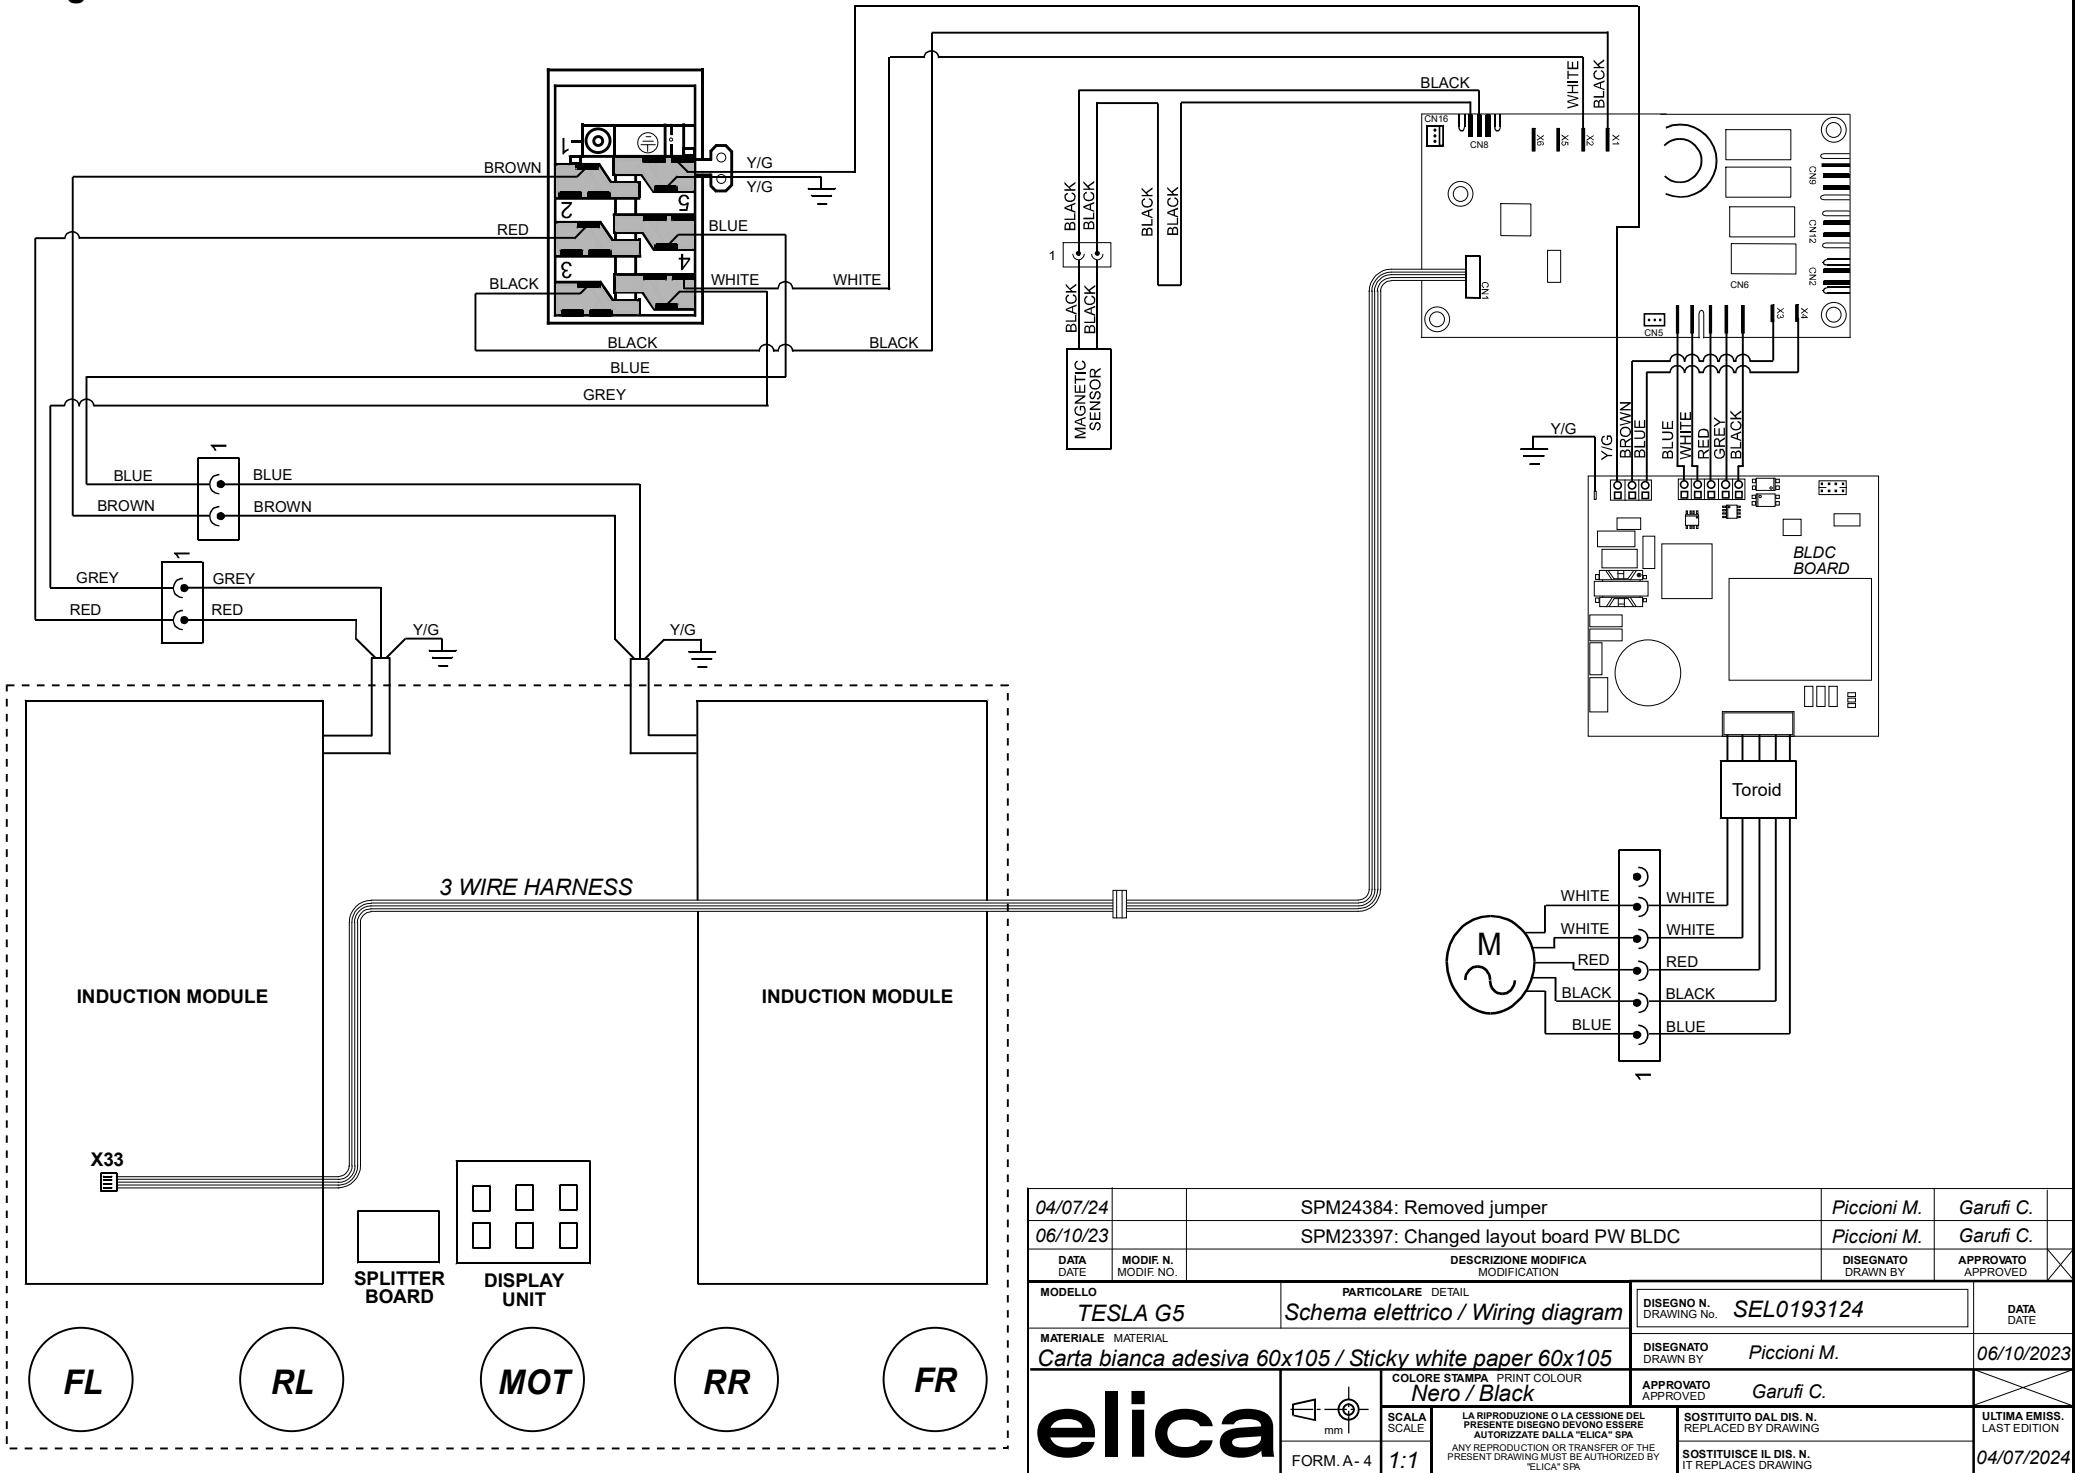 BROWN
RED
BLACK
1
2
3
5
4
Y/G
Y/G
BLUE
WHITE
WHITE
BLACK
BLACK
BLUE
GREY
1
BLUE
BLUE
BROWN
BROWN
1
GREY
GREY
RED
RED
Y/G
Y/G
BLACK
WHITE
BLACK
BLACK
BLACK
BLACK
BLACK
1
BLACK
BLACK
MAGNETIC
SENSOR
CN16
CN8
X6
X5
X2
X1
CN9
CN12
CN2
CN6
CN1
CN5
X3
X4
Y/G
Y/G
BROWN
BLUE
BLUE
WHITE
RED
GREY
BLACK
BLDC
BOARD
Toroid
WHITE
WHITE
WHITE
WHITE
RED
RED
BLACK
BLACK
BLUE
BLUE
M
1
3 WIRE HARNESS
INDUCTION MODULE
INDUCTION MODULE
X33
SPLITTER
BOARD
DISPLAY
UNIT
FL
RL
MOT
RR
FR
04/07/24 SPM24384: Removed jumper Piccioni M. Garufi C.
06/10/23 SPM23397: Changed layout board PW BLDC Piccioni M. Garufi C.
DATA MODIF. N. DESCRIZIONE MODIFICA DISEGNATO APPROVATO
DATE MODIF. NO. MODIFICATION DRAWN BY APPROVED
MODELLO
TESLA G5
PARTICOLARE DETAIL
Schema elettrico / Wiring diagram
DISEGNO N.
DRAWING No. SEL0193124
DATA
DATE
MATERIALE MATERIAL
Carta bianca adesiva 60x105 / Sticky white paper 60x105
DISEGNATO
DRAWN BY Piccioni M. 06/10/2023
elica
mm
FORM. A - 4
COLORE STAMPA PRINT COLOUR
Nero / Black
APPROVATO
APPROVED Garufi C.
SCALA
SCALE
1:1
LA RIPRODUZIONE O LA CESSIONE DEL
PRESENTE DISEGNO DEVONO ESSERE
AUTORIZZATE DALLA "ELICA" SPA
ANY REPRODUCTION OR TRANSFER OF THE
PRESENT DRAWING MUST BE AUTHORIZED BY
"ELICA" SPA
SOSTITUITO DAL DIS. N.
REPLACED BY DRAWING
SOSTITUISCE IL DIS. N.
IT REPLACES DRAWING
ULTIMA EMISS.
LAST EDITION
04/07/2024